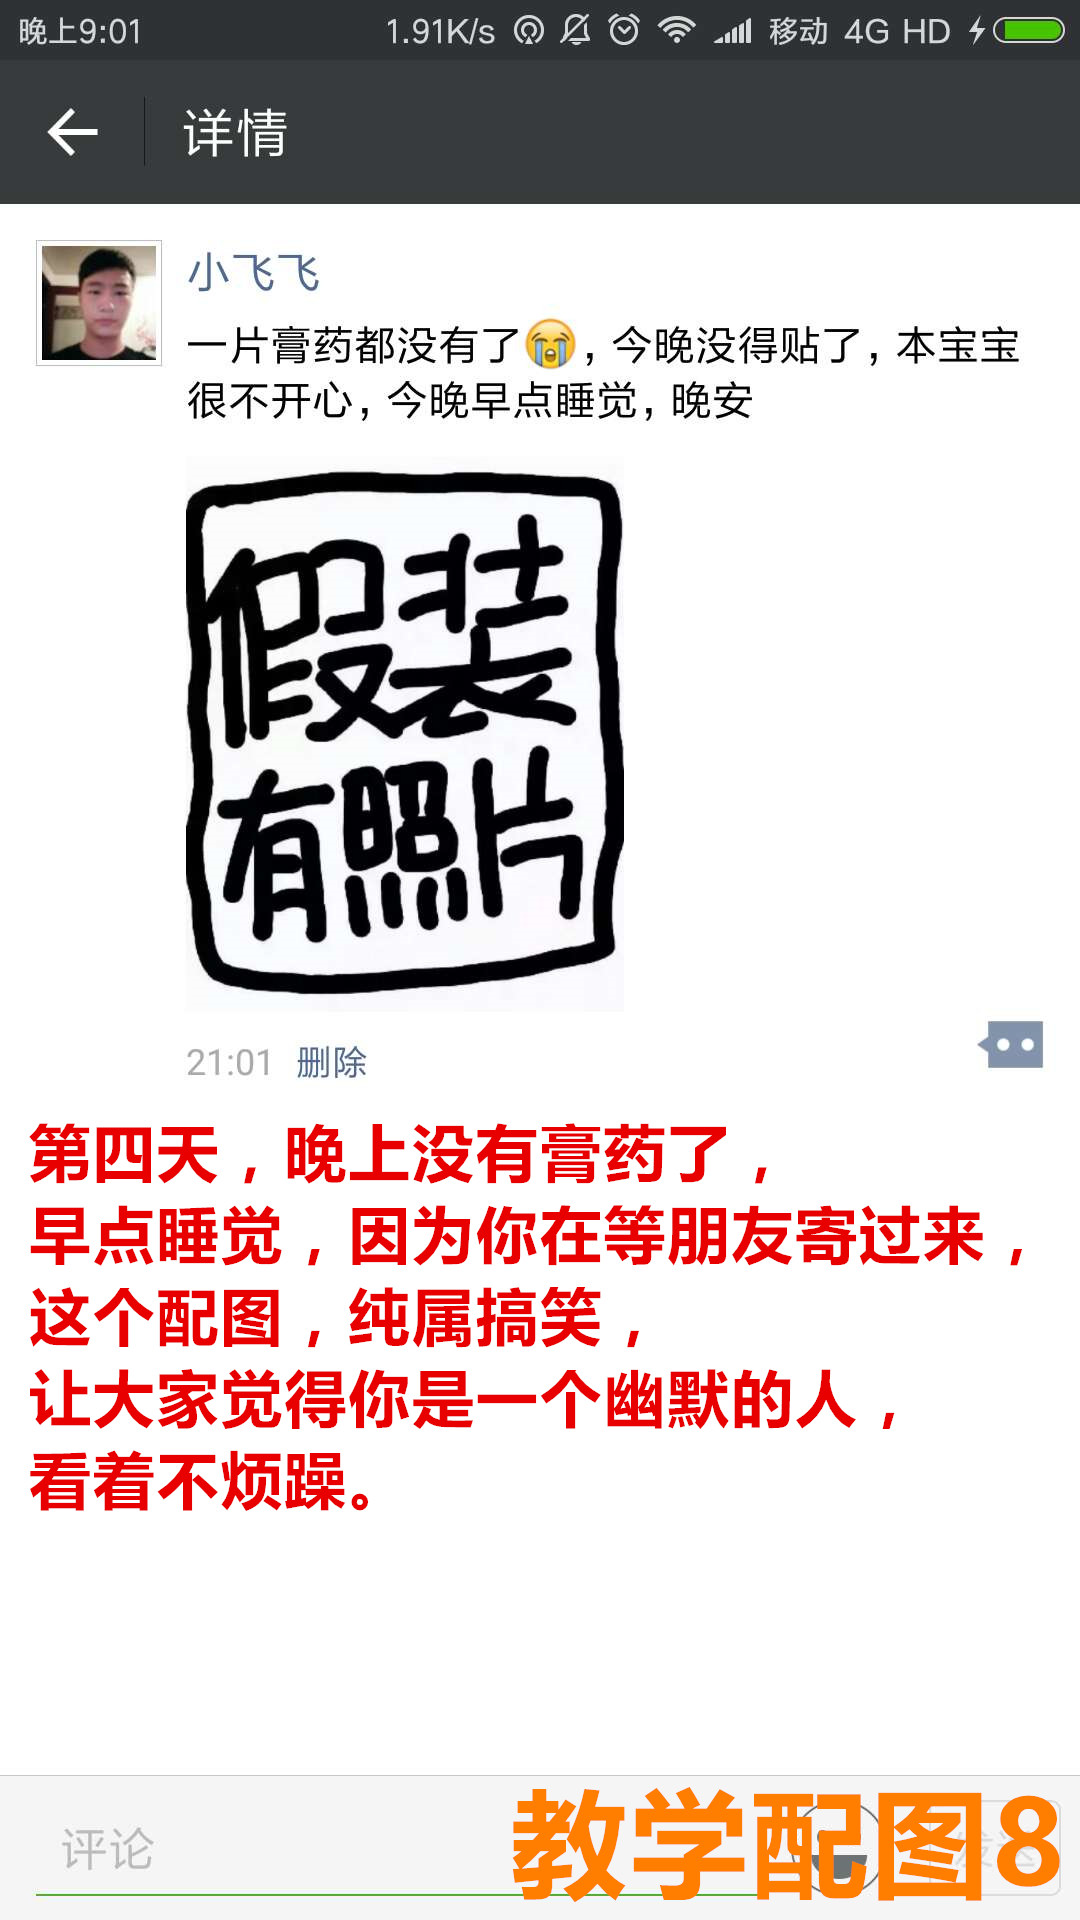 晚上9:01 1.91K/s 移动 4G HD
详情
小飞飞
一片膏药都没有了😭，今晚没得贴了，本宝宝
很不开心，今晚早点睡觉，晚安
假装
有照片
21:01 删除
第四天，晚上没有膏药了，
早点睡觉，因为你在等朋友寄过来，
这个配图，纯属搞笑，
让大家觉得你是一个幽默的人，
看着不烦躁。
评论 发送
教学配图8